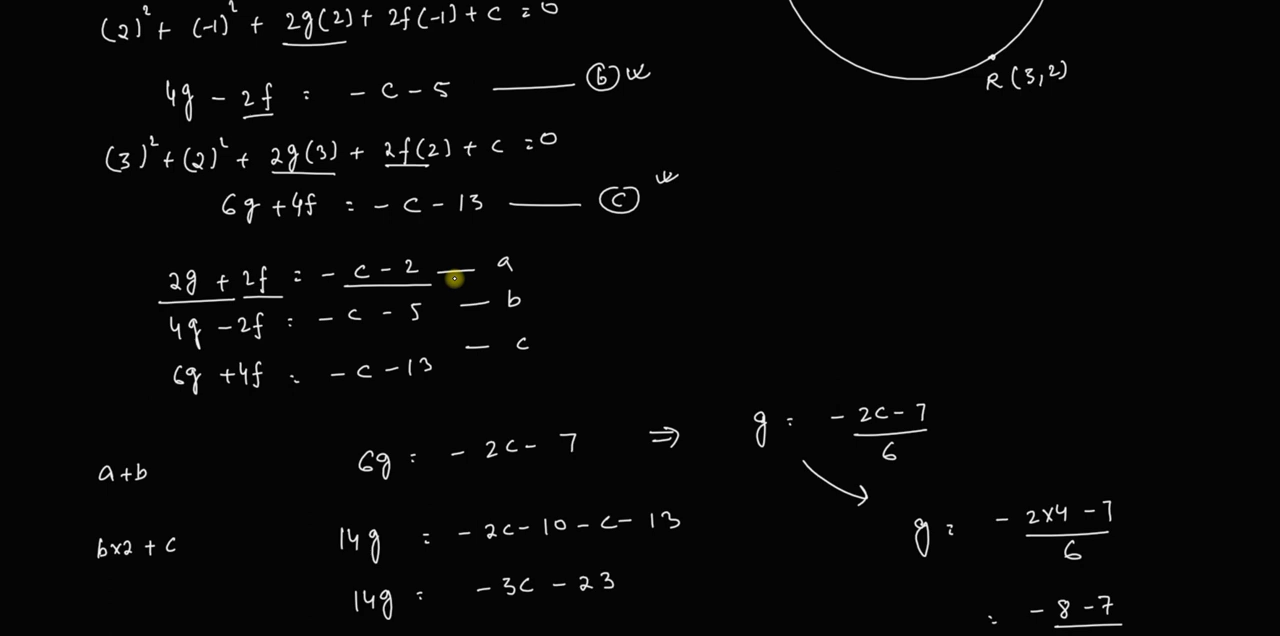 (2)² + (-1)² + 2g(2) + 2f(-1) + c = 0
4g - 2f = - c - 5 —— (b)
(3)² + (2)² + 2g(3) + 2f(2) + c = 0
6g + 4f = - c - 13 —— (c)
2g + 2f = - c - 2 — a
4g - 2f = - c - 5 — b
6g + 4f = - c - 13 — c
a + b 6g = - 2c - 7 ⇒ g = (- 2c - 7)/6
b×2 + c 14g = - 2c - 10 - c - 13
14g = - 3c - 23
g = (- 2×4 - 7)/6
= - 8 - 7
R (3,2)